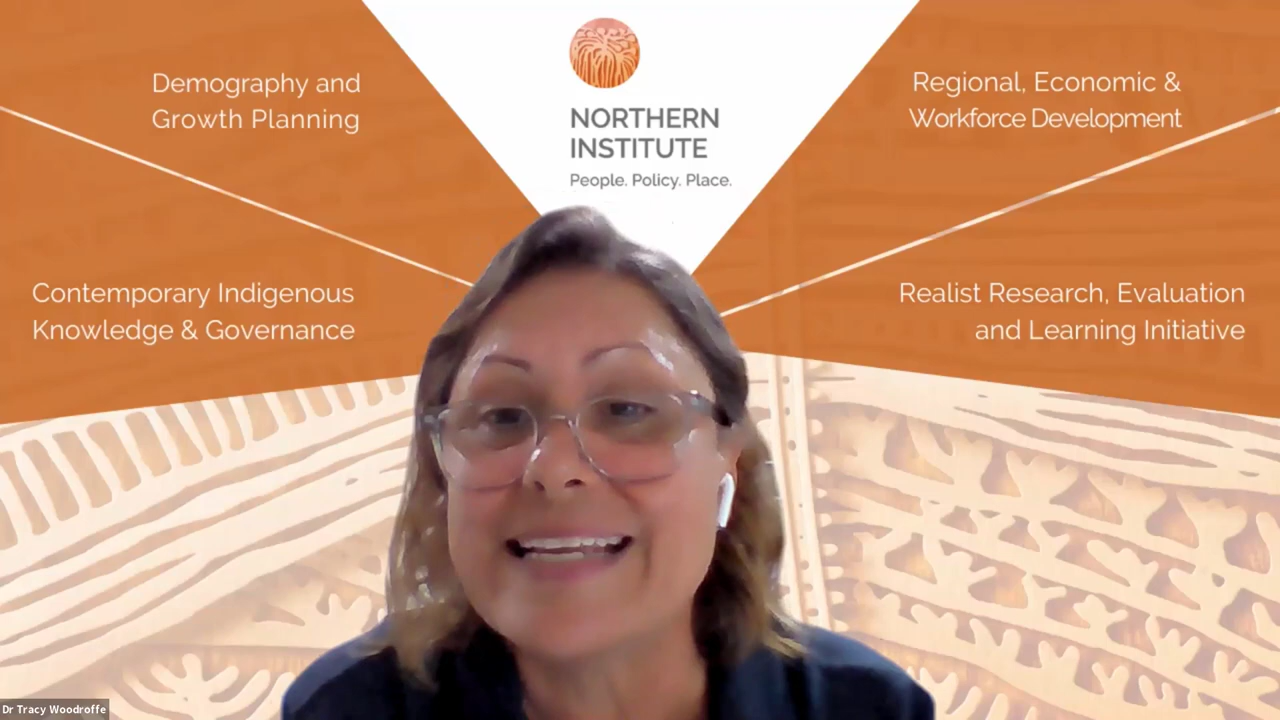 Demography and
Growth Planning
NORTHERN
INSTITUTE
People. Policy. Place.
Regional, Economic &
Workforce Development
Contemporary Indigenous
Knowledge & Governance
Realist Research, Evaluation
and Learning Initiative
Dr Tracy Woodroffe